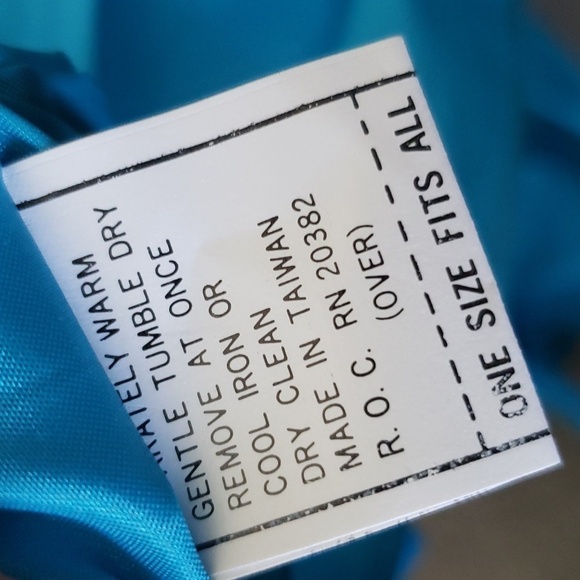 WARM
GENTLE TUMBLE DRY
REMOVE AT ONCE
COOL IRON OR
DRY CLEAN
MADE IN TAIWAN
R.O.C. RN 20382
(OVER)
ONE SIZE FITS ALL